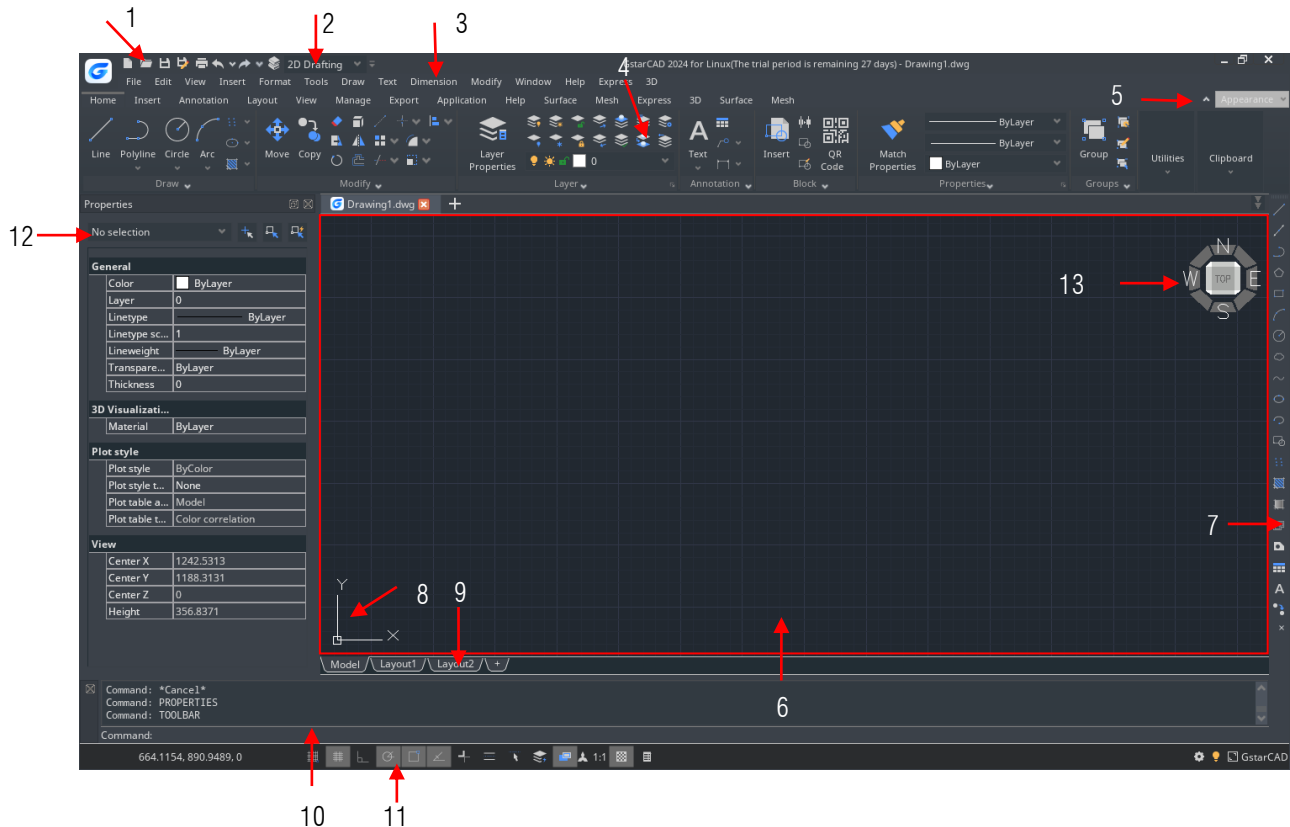 1 2 3
2D Drafting GstarCAD 2024 for Linux(The trial period is remaining 27 days) - Drawing1.dwg
4
File Edit View Insert Format Tools Draw Text Dimension Modify Window Help Express 3D
Home Insert Annotation Layout View Manage Export Application Help Surface Mesh Express 3D Surface Mesh 5 Appearance
Line Polyline Circle Arc Move Copy Layer Properties 0 Text Insert QR Code Match Properties ByLayer ByLayer ByLayer Group Utilities Clipboard
Draw Modify Layer Annotation Block Properties Groups
Properties Drawing1.dwg +
12 No selection
General
Color ByLayer
Layer 0
Linetype ByLayer
Linetype sc... 1
Lineweight ByLayer
Transpare... ByLayer
Thickness 0
3D Visualizati...
Material ByLayer
Plot style
Plot style ByColor
Plot style t... None
Plot table a... Model
Plot table t... Color correlation
View
Center X 1242.5313
Center Y 1188.3131
Center Z 0
Height 356.8371
N
13 W TOP E
S
7
A
Y 8 9
X
6
Model Layout1 Layout2 +
Command: *Cancel*
Command: PROPERTIES
Command: TOOLBAR
Command:
664.1154, 890.9489, 0 1:1 GstarCAD
10 11